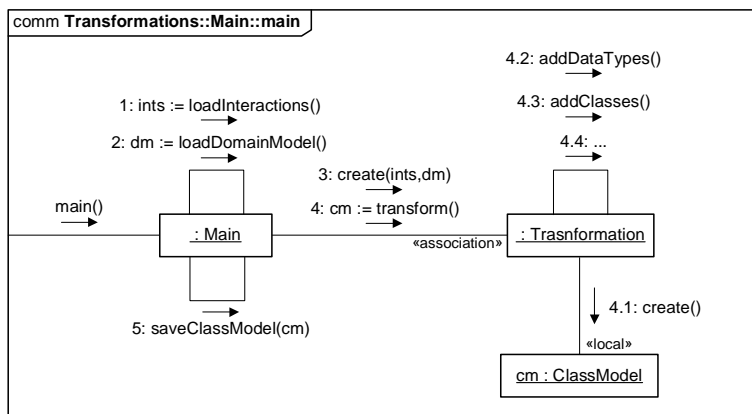 comm Transformations::Main::main
4.2: addDataTypes()
1: ints := loadInteractions()
4.3: addClasses()
2: dm := loadDomainModel()
4.4: ...
3: create(ints,dm)
main()
4: cm := transform()
: Main
«association»
: Trasnformation
5: saveClassModel(cm)
4.1: create()
«local»
cm : ClassModel